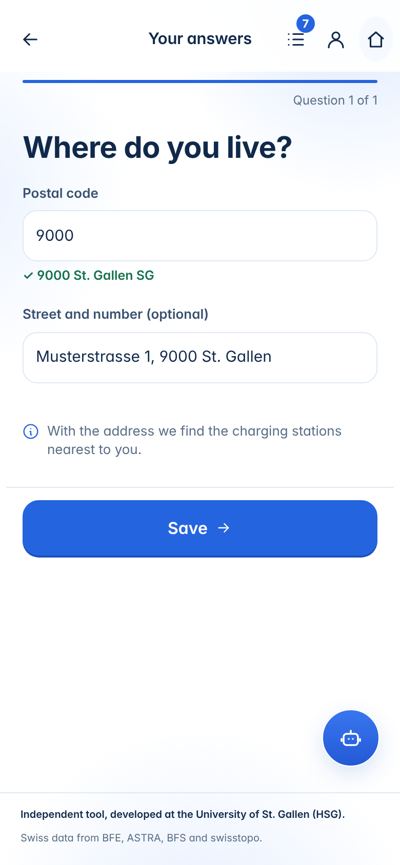 7
Your answers
Question 1 of 1
Where do you live?
Postal code
9000
✓ 9000 St. Gallen SG
Street and number (optional)
Musterstrasse 1, 9000 St. Gallen
With the address we find the charging stations
nearest to you.
Save →
Independent tool, developed at the University of St. Gallen (HSG).
Swiss data from BFE, ASTRA, BFS and swisstopo.